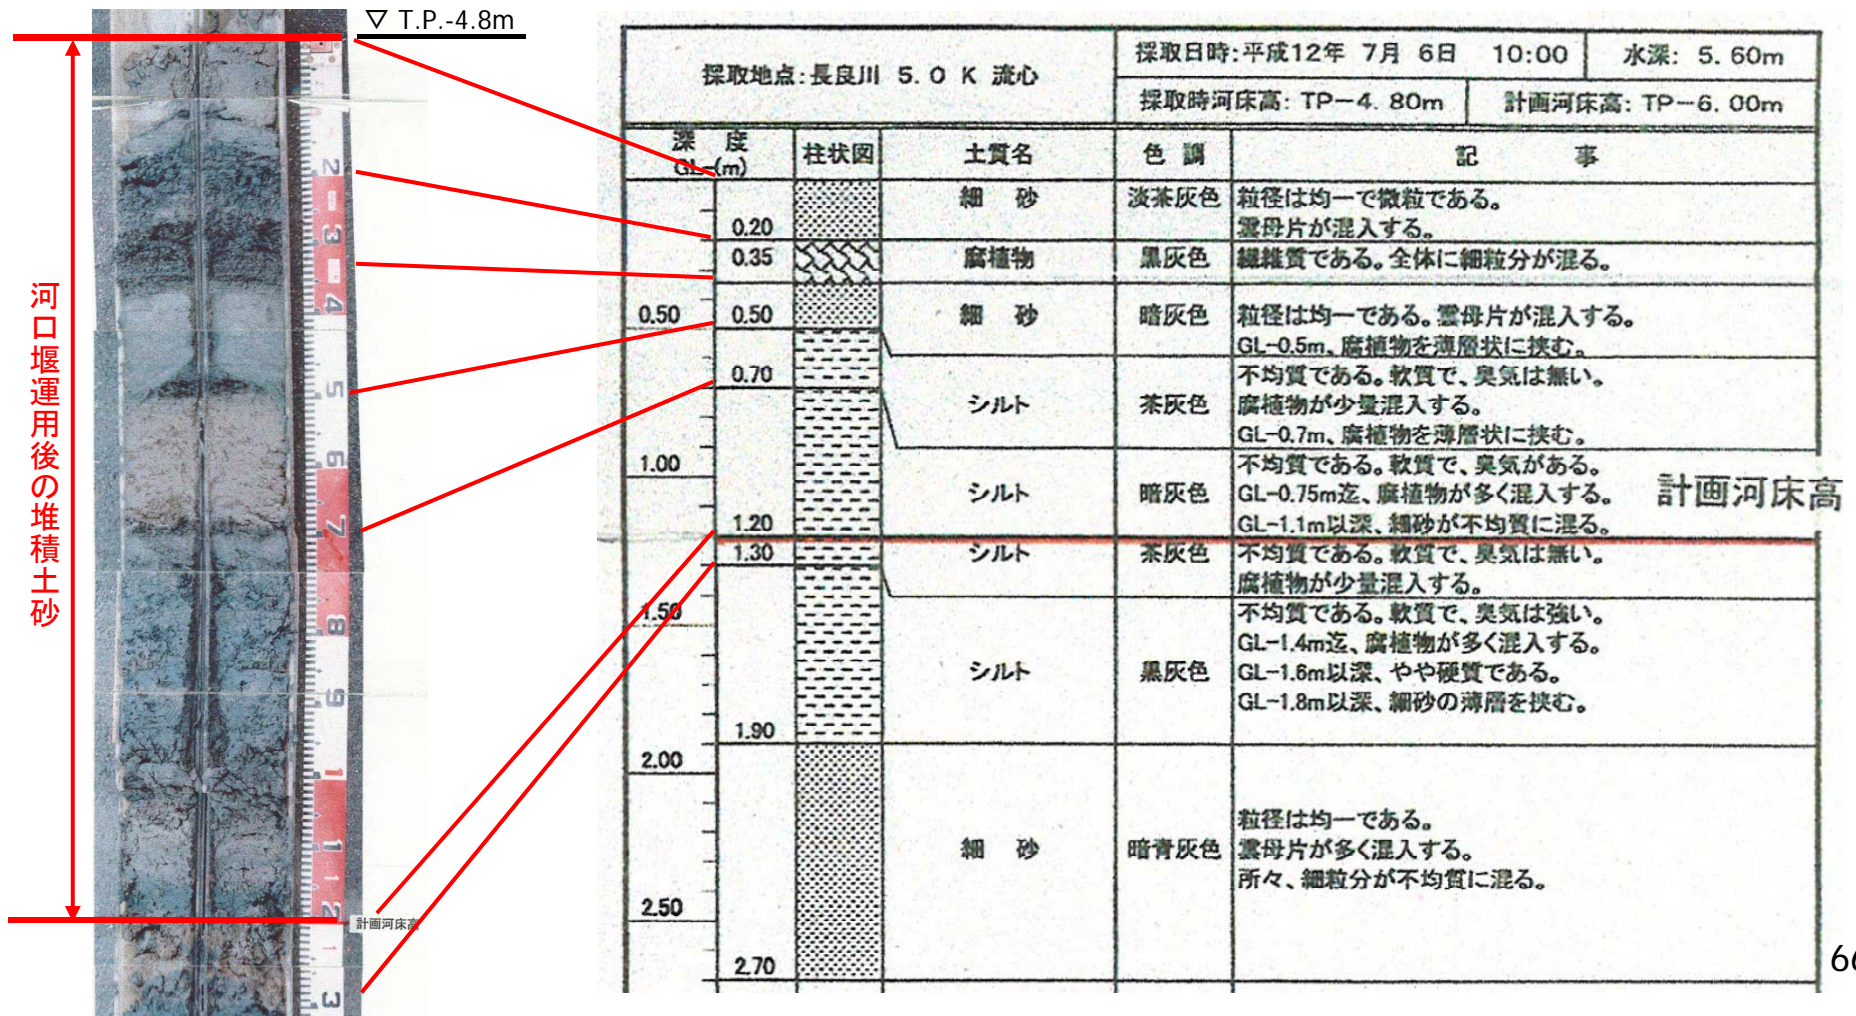 ▽ T.P.-4.8m
河口堰運用後の堆積土砂
2
3
4
5
6
7
8
9
1
1
1
2
1
3
計画河床高
採取地点:長良川 5.0 K 流心
採取日時:平成12年 7月 6日 10:00
水深: 5.60m
採取時河床高: TP-4.80m
計画河床高: TP-6.00m
深 度
GL-(m)
柱状図
土質名
色 調
記 事
0.20
細 砂
淡茶灰色
粒径は均一で微粒である。
雲母片が混入する。
0.35
腐植物
黒灰色
繊維質である。全体に細粒分が混る。
0.50
0.50
細 砂
暗灰色
粒径は均一である。雲母片が混入する。
GL-0.5m、腐植物を薄層状に挟む。
0.70
シルト
茶灰色
不均質である。軟質で、臭気は無い。
腐植物が少量混入する。
GL-0.7m、腐植物を薄層状に挟む。
1.00
1.20
シルト
暗灰色
不均質である。軟質で、臭気がある。
GL-0.75m迄、腐植物が多く混入する。
GL-1.1m以深、細砂が不均質に混る。
計画河床高
1.30
シルト
茶灰色
不均質である。軟質で、臭気は無い。
腐植物が少量混入する。
1.50
1.90
シルト
黒灰色
不均質である。軟質で、臭気は強い。
GL-1.4m迄、腐植物が多く混入する。
GL-1.6m以深、やや硬質である。
GL-1.8m以深、細砂の薄層を挟む。
2.00
2.50
2.70
細 砂
暗青灰色
粒径は均一である。
雲母片が多く混入する。
所々、細粒分が不均質に混る。
66